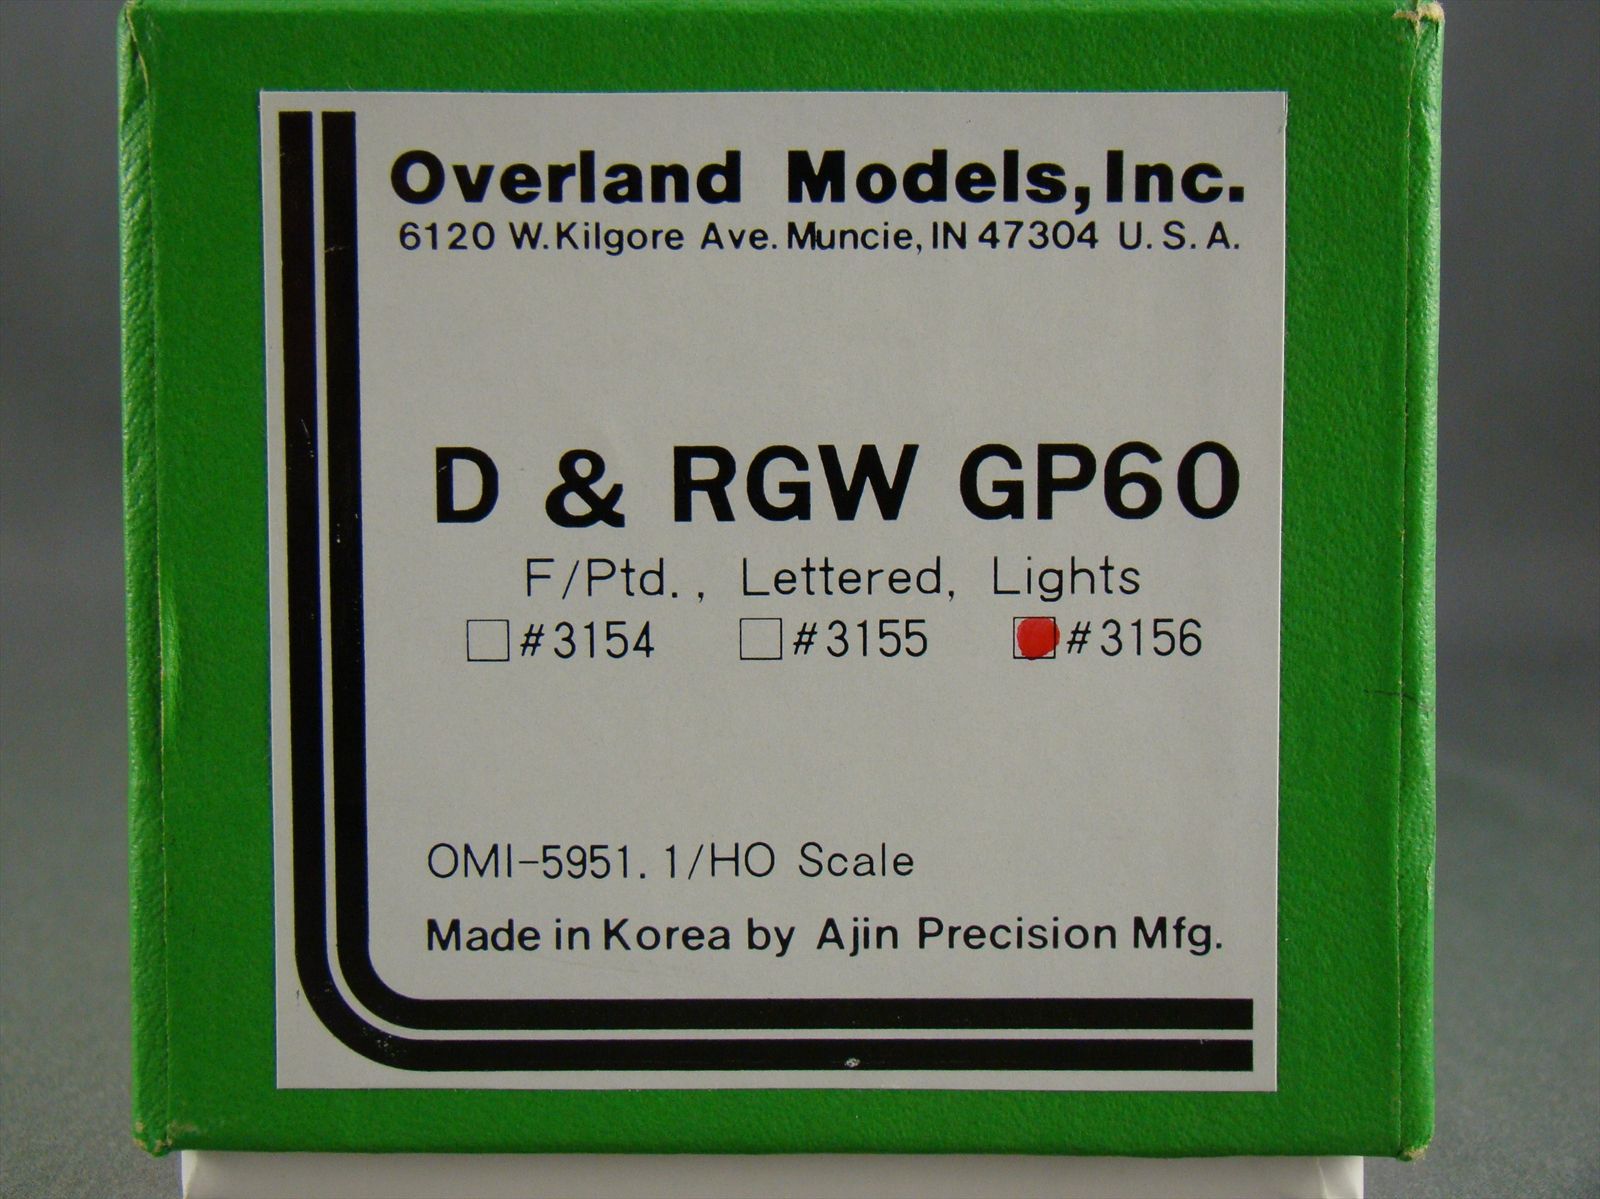 Overland Models, Inc.
6120 W. Kilgore Ave. Muncie, IN 47304 U. S. A.
D & RGW GP60
F/Ptd., Lettered, Lights
#3154 #3155 #3156
OMI-5951.1/HO Scale
Made in Korea by Ajin Precision Mfg.